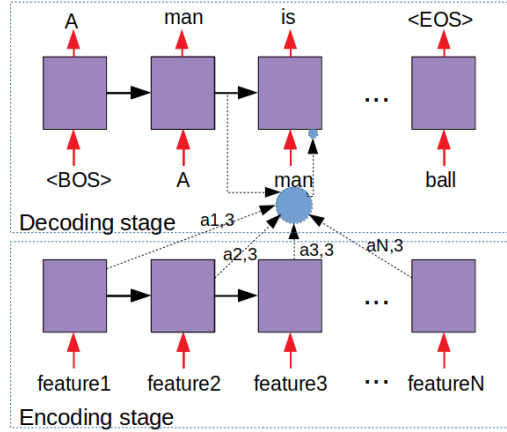 A man is <EOS>
...
<BOS> A man ball
Decoding stage
a1,3 a2,3 a3,3 aN,3
...
feature1 feature2 feature3 ... featureN
Encoding stage